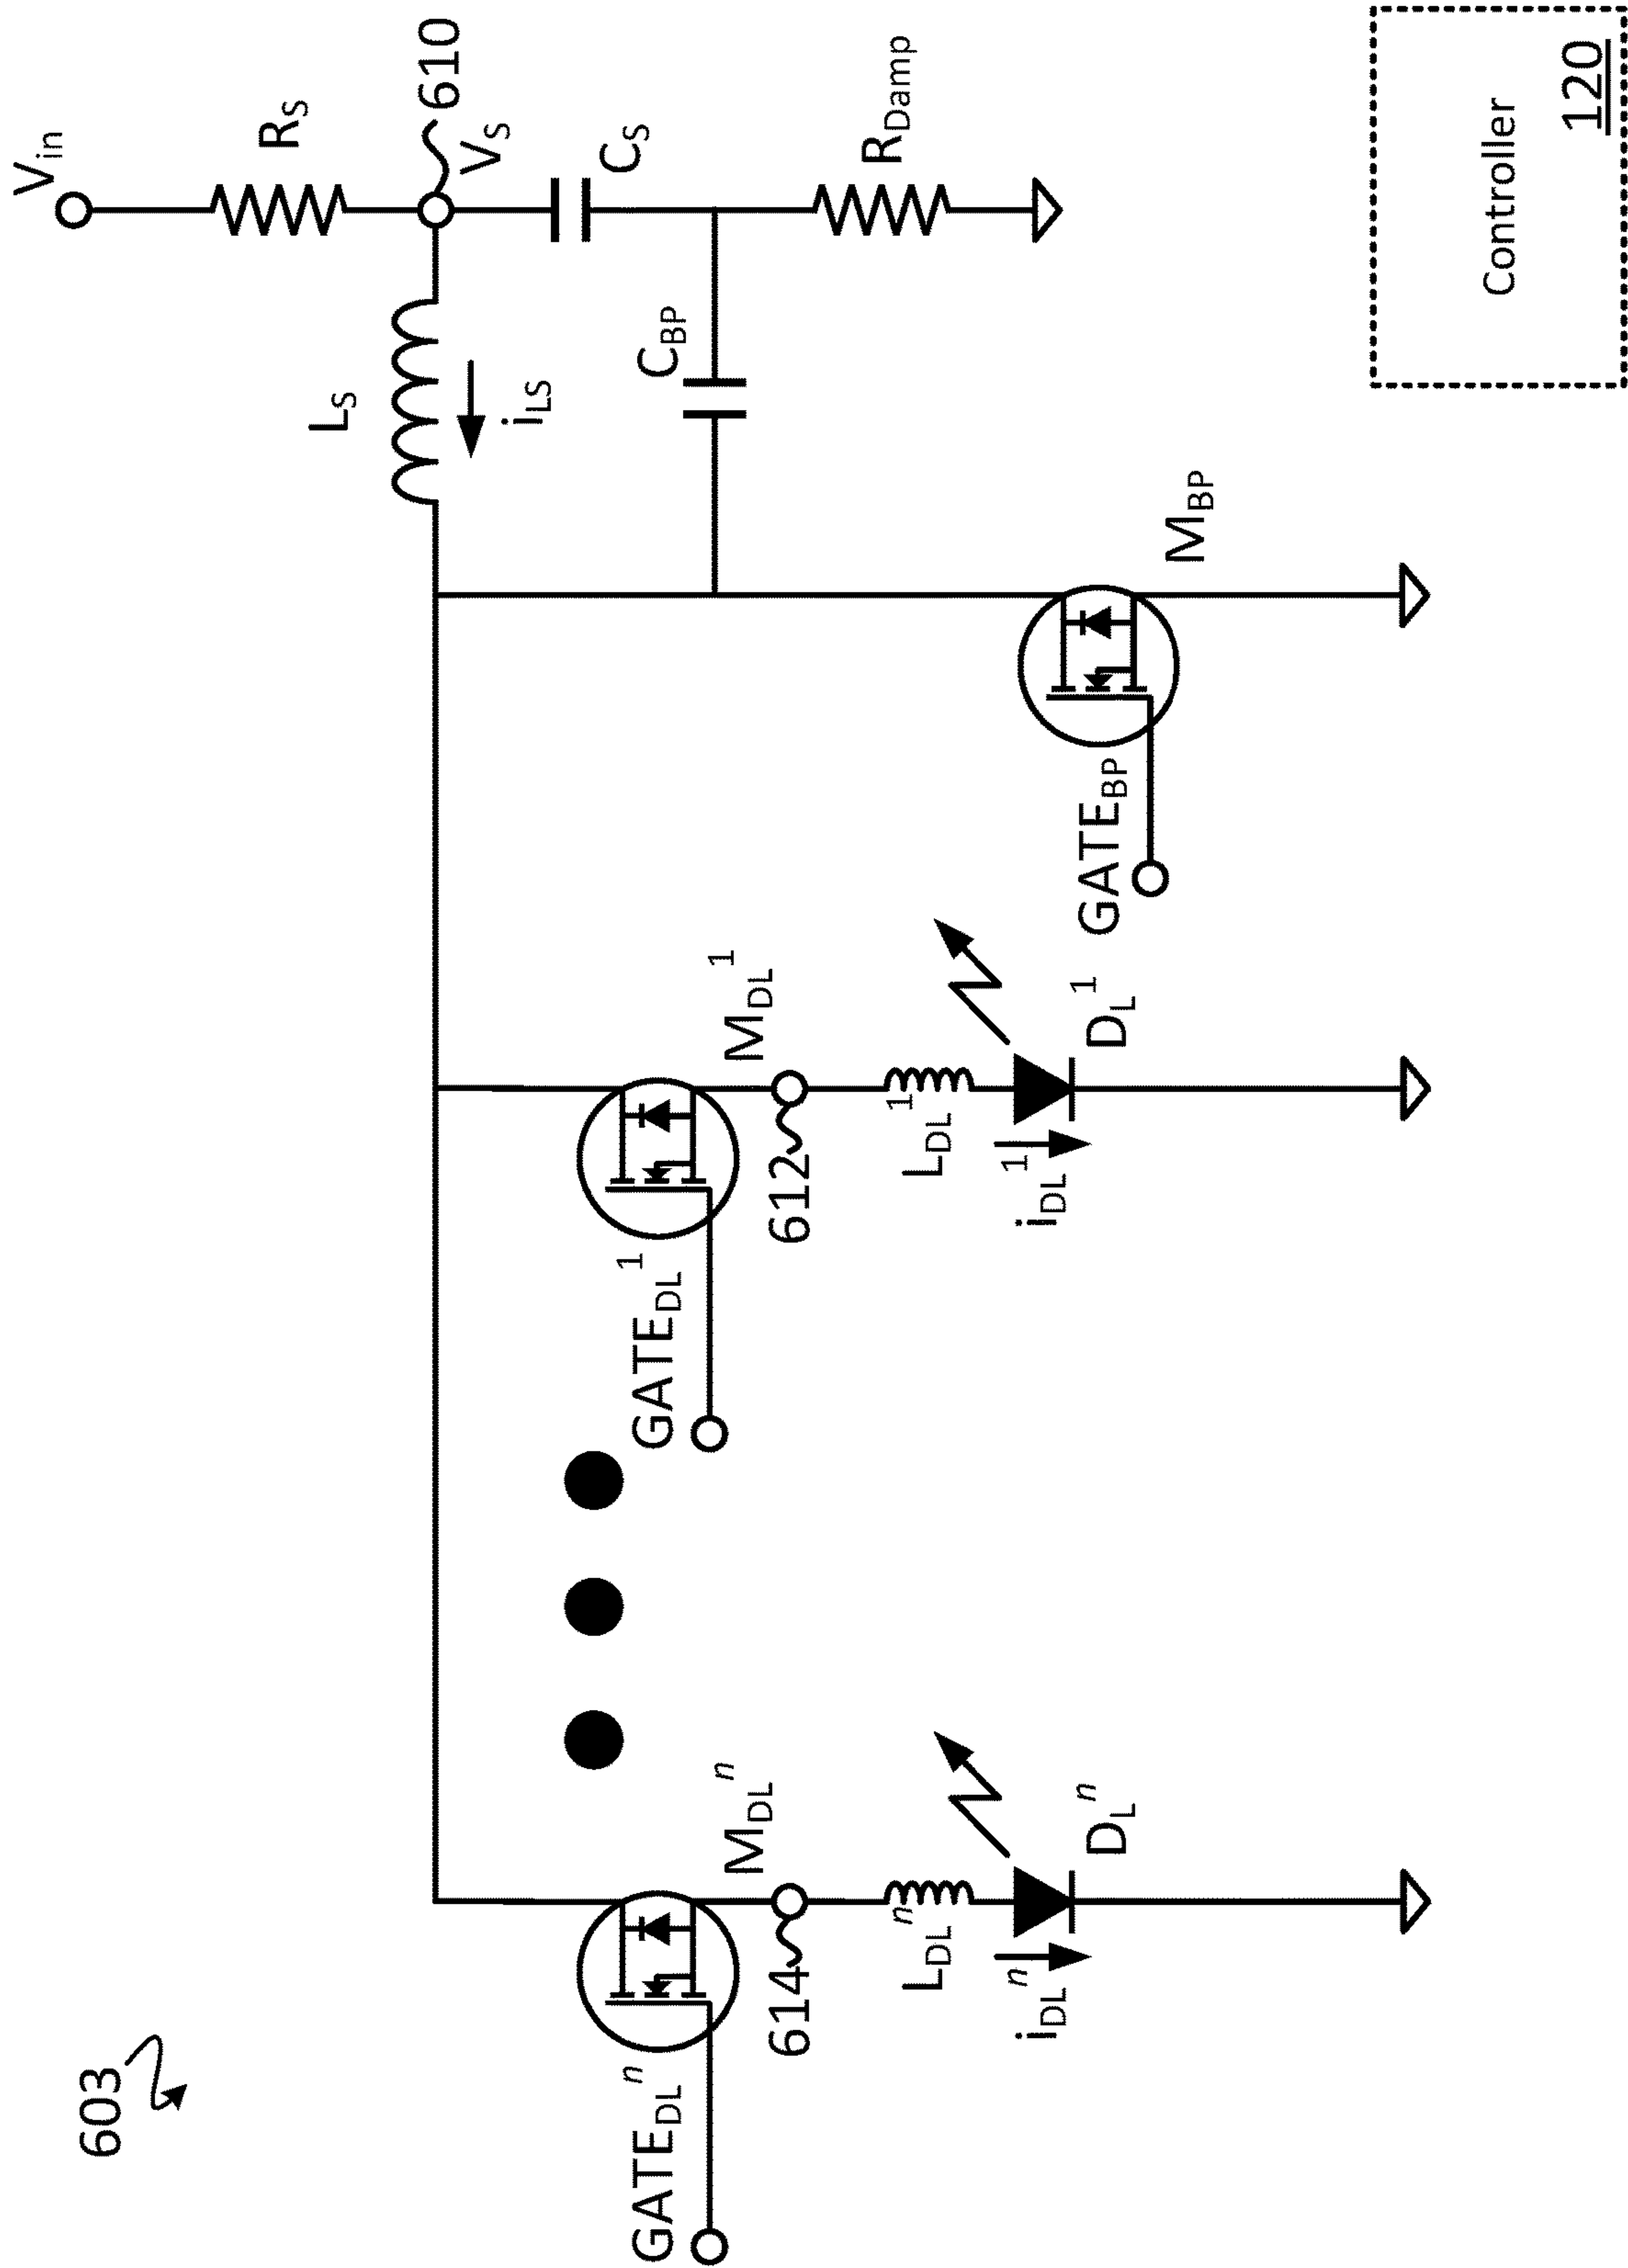 603
V_in
R_S
610
V_S
L_S
i_LS
C_S
C_BP
R_Damp
M_BP
GATE_BP
M_DL^1
GATE_DL^1
612
L_DL^1
i_DL^1
D_L^1
M_DL^n
GATE_DL^n
614
L_DL^n
i_DL^n
D_L^n
Controller
120